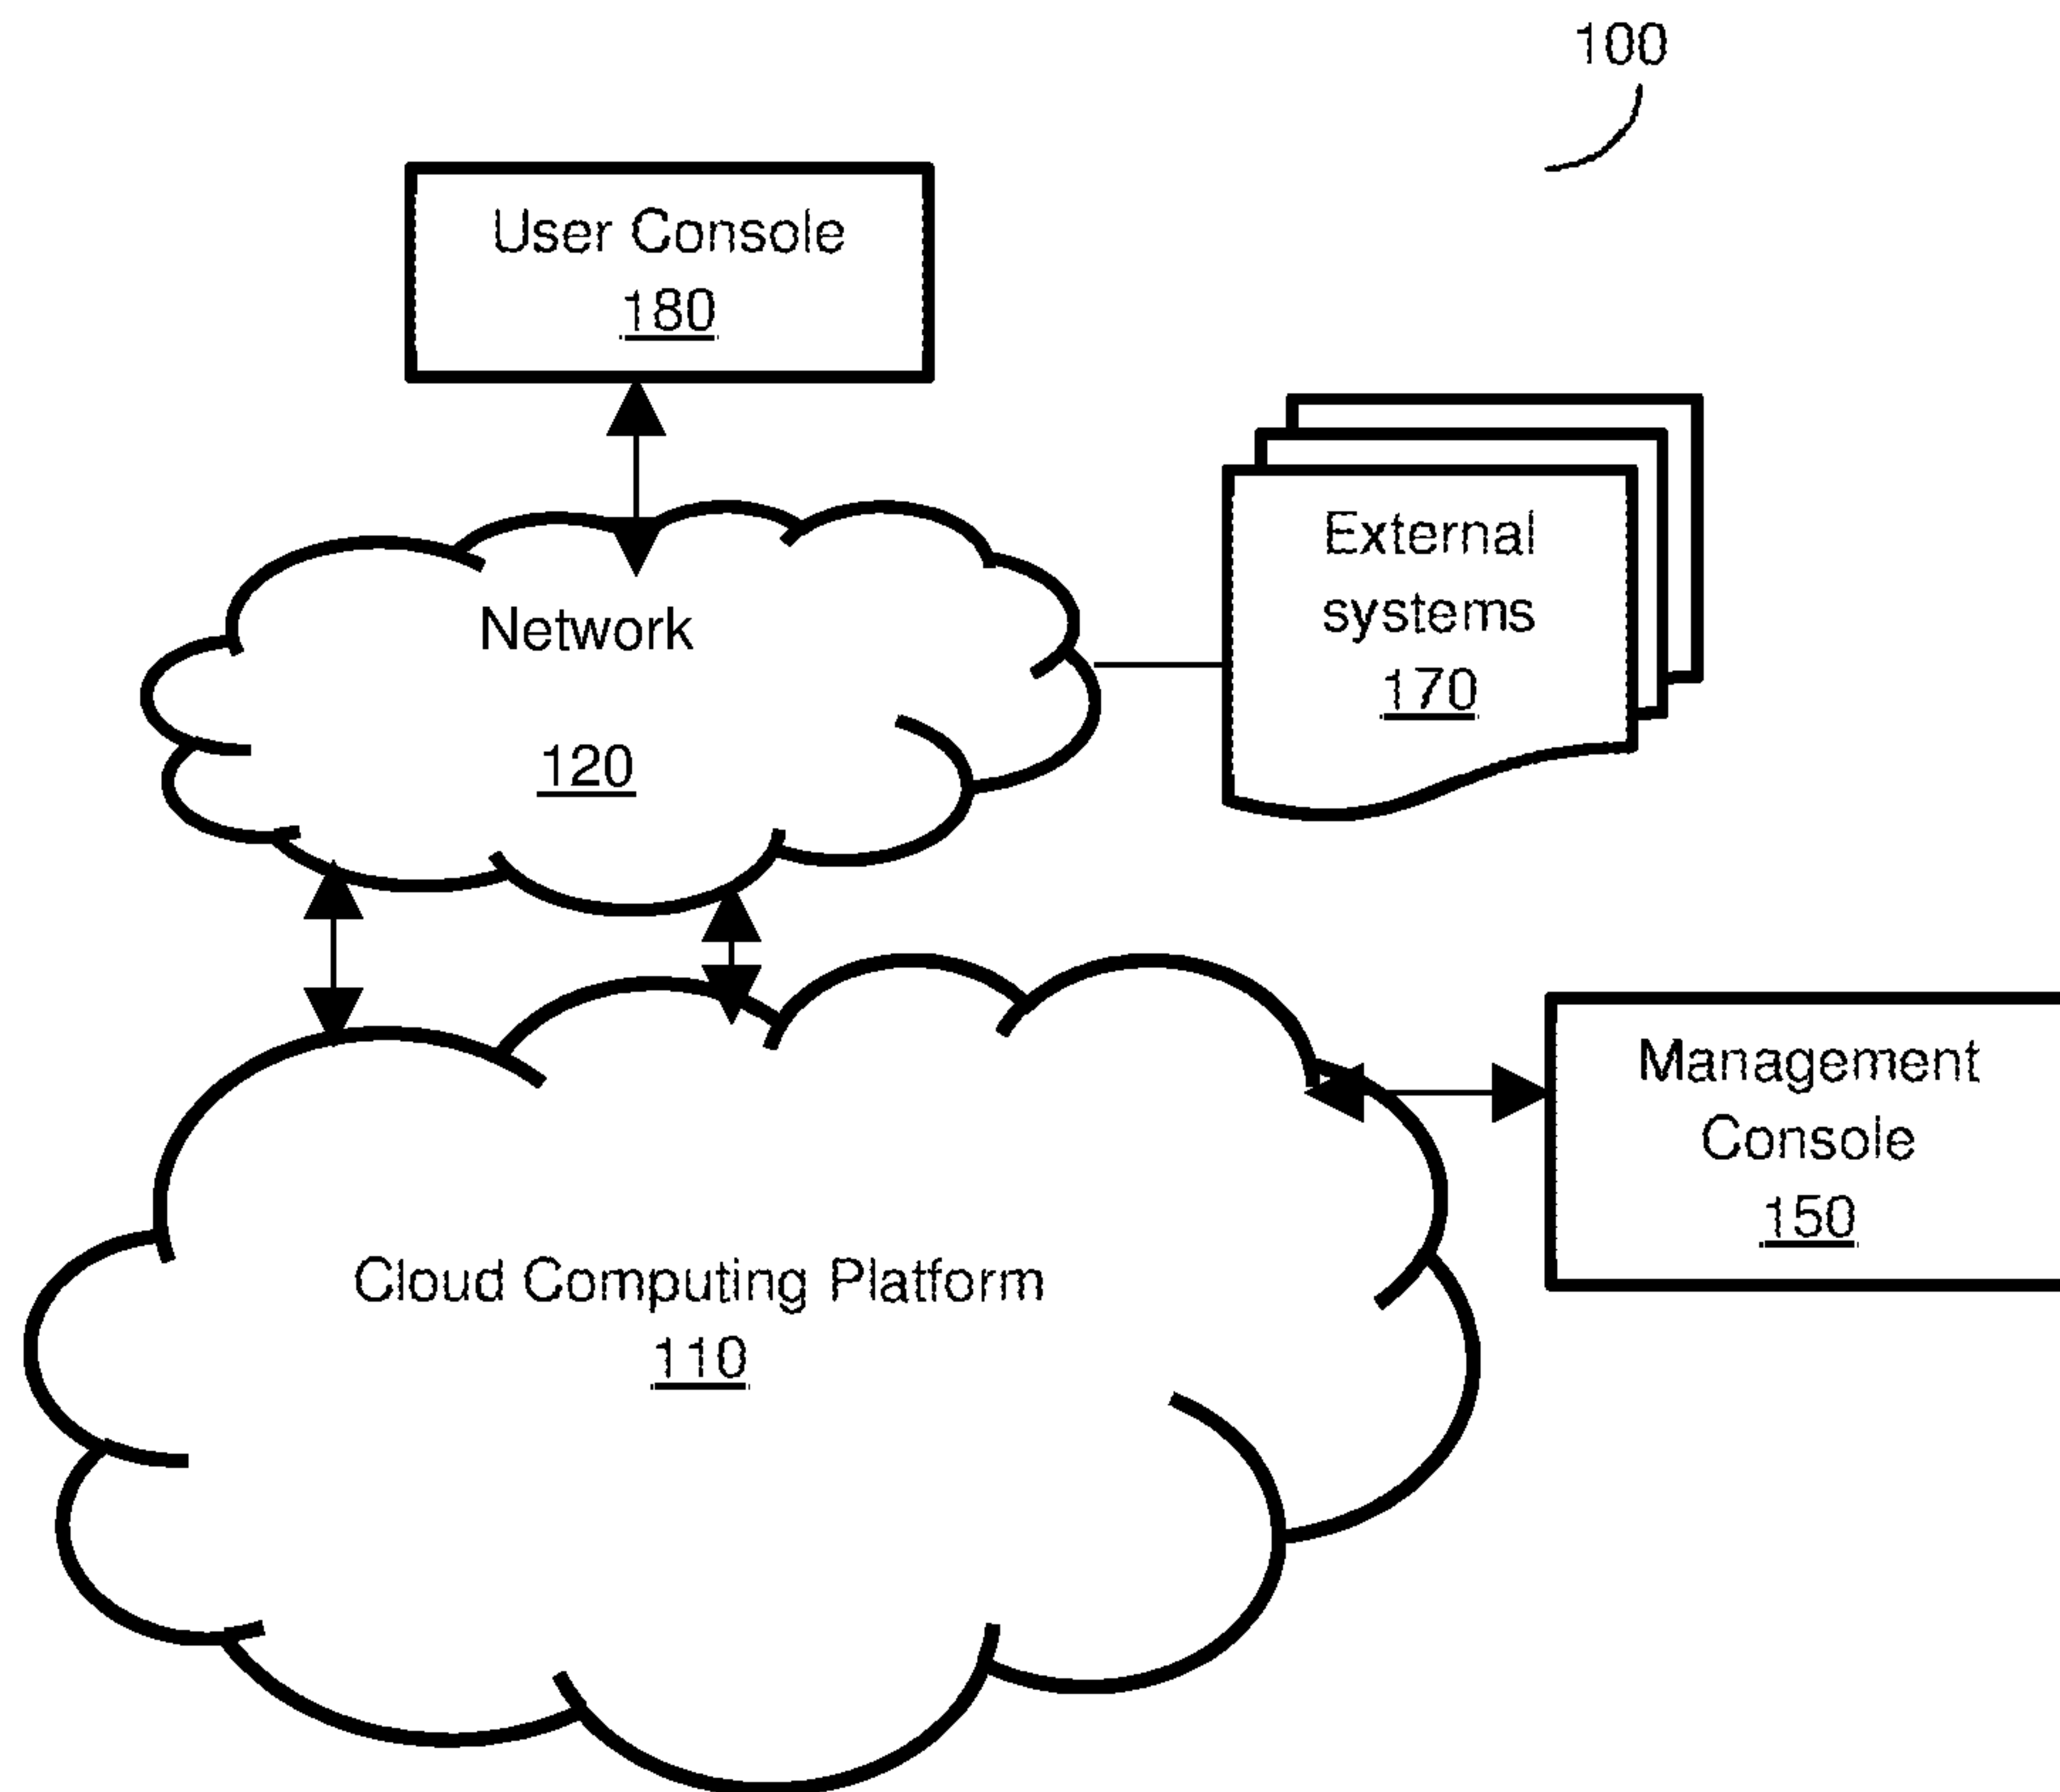 100
User Console
180
External
systems
170
Network
120
Management
Console
150
Cloud Computing Platform
110